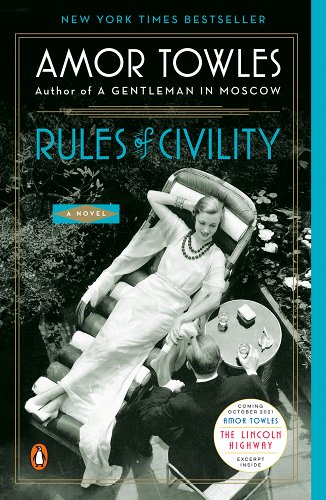 NEW YORK TIMES BESTSELLER
AMOR TOWLES
Author of A GENTLEMAN IN MOSCOW
RULES of CIVILITY
A NOVEL
COMING
OCTOBER 2021
AMOR TOWLES
THE LINCOLN
HIGHWAY
EXCERPT
INSIDE